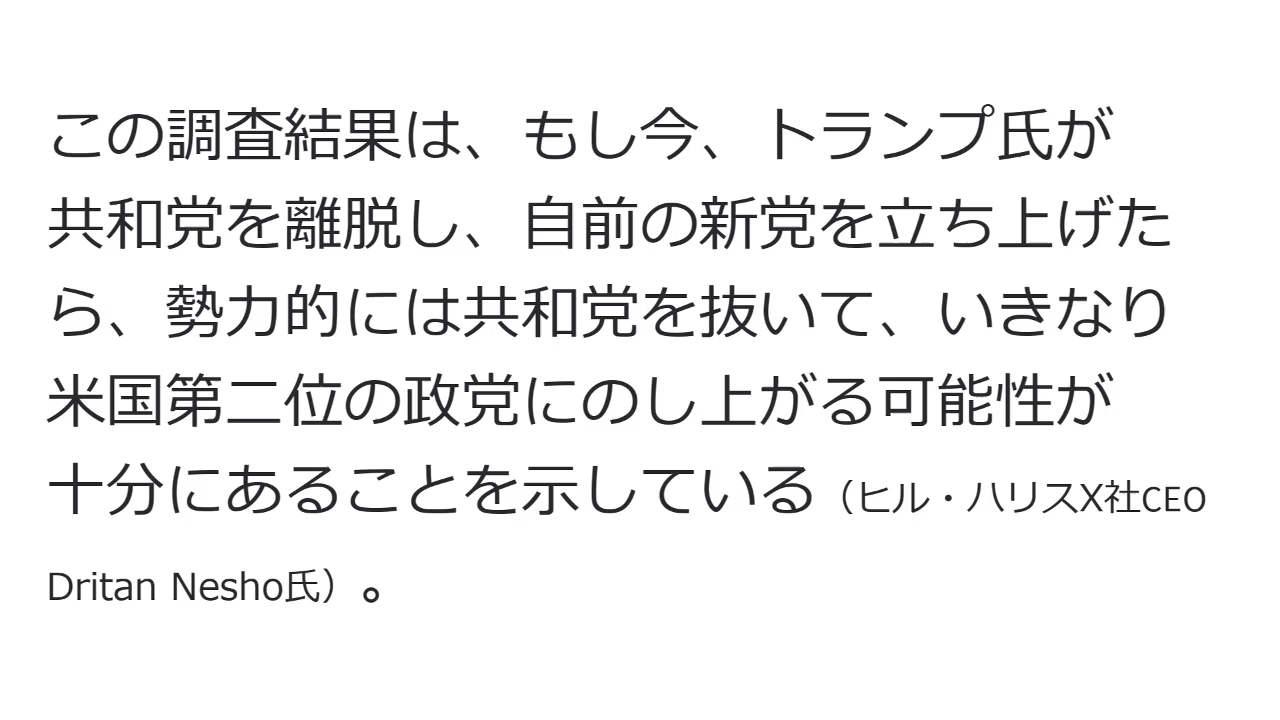 この調査結果は、もし今、トランプ氏が
共和党を離脱し、自前の新党を立ち上げた
ら、勢力的には共和党を抜いて、いきなり
米国第二位の政党にのし上がる可能性が
十分にあることを示している（ヒル・ハリスX社CEO
Dritan Nesho氏）。